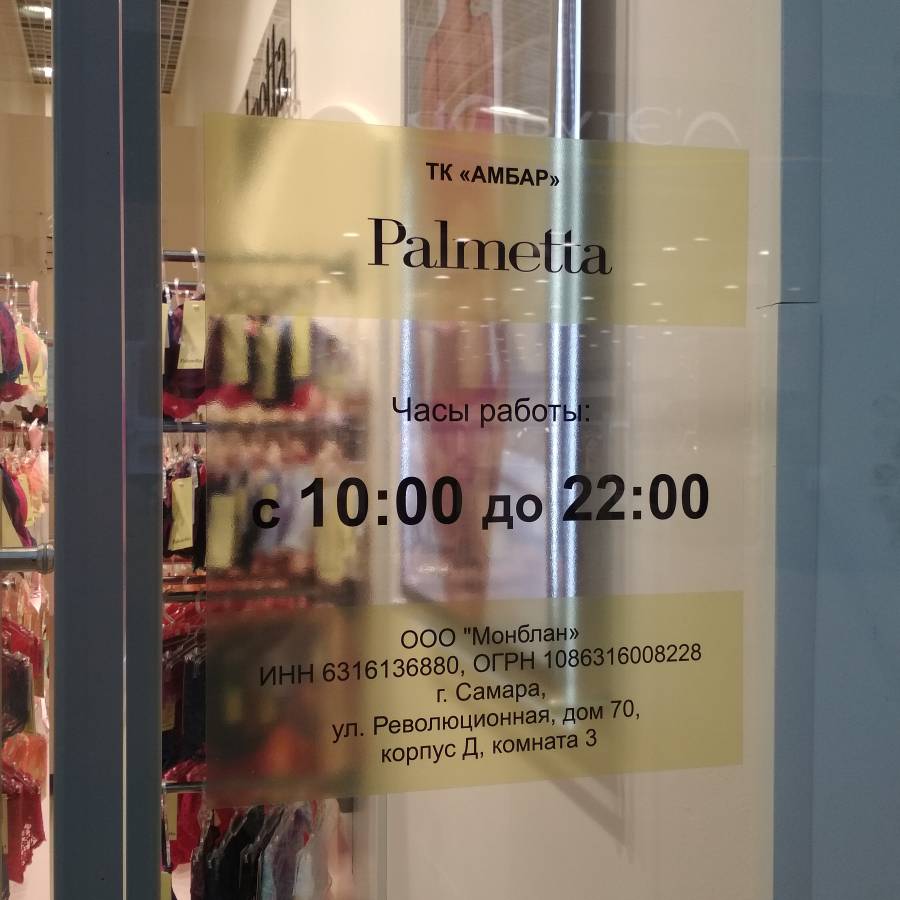 ТК «АМБАР»
Palmetta
Часы работы:
с 10:00 до 22:00
ООО "Монблан»
ИНН 6316136880, ОГРН 1086316008228
г. Самара,
ул. Революционная, дом 70,
корпус Д, комната 3